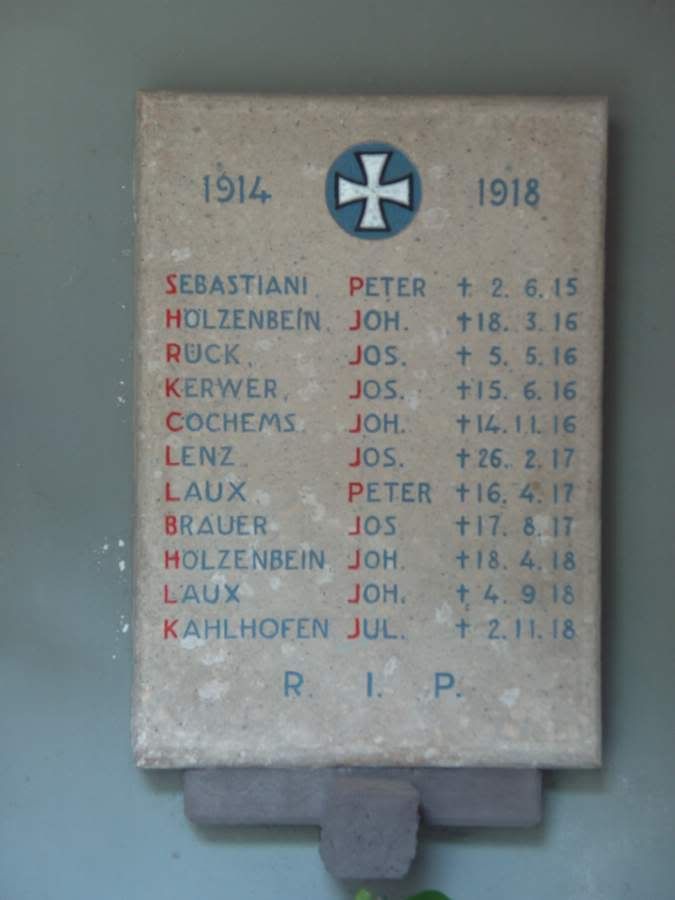 1914 1918
SEBASTIANI PETER † 2. 6. 15
HÖLZENBEIN JOH. † 18. 3. 16
RÜCK JOS. † 5. 5. 16
KERWER JOS. † 15. 6. 16
COCHEMS JOH. † 14. 11. 16
LENZ JOS. † 26. 2. 17
LAUX PETER † 16. 4. 17
BRAUER JOS † 17. 8. 17
HÖLZENBEIN JOH. † 18. 4. 18
LAUX JOH. † 4. 9 18
KAHLHOFEN JUL. † 2. 11. 18
R. I. P.